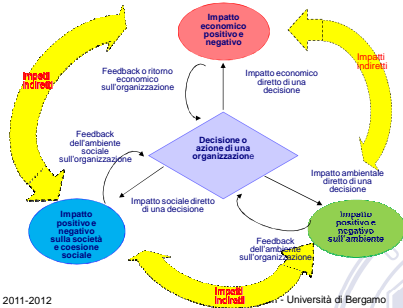 Impatto
economico
positivo e
negativo
Impatti
indiretti
Impatti
Indiretti
Feedback o ritorno
economico
sull'organizzazione
Impatto economico
diretto di una
decisione
Feedback
dell'ambiente
sociale
sull'organizzazione
Decisione o
azione di una
organizzazione
Impatto ambientale
diretto di una
decisione
Impatto sociale diretto
di una decisione
Impatto
positivo e
negativo
sulla società
e coesione
sociale
Impatto
positivo e
negativo
sull'ambiente
Feedback
dell'ambiente
sull'organizzazione
Impatti
Indiretti
2011-2012
- Università di Bergamo